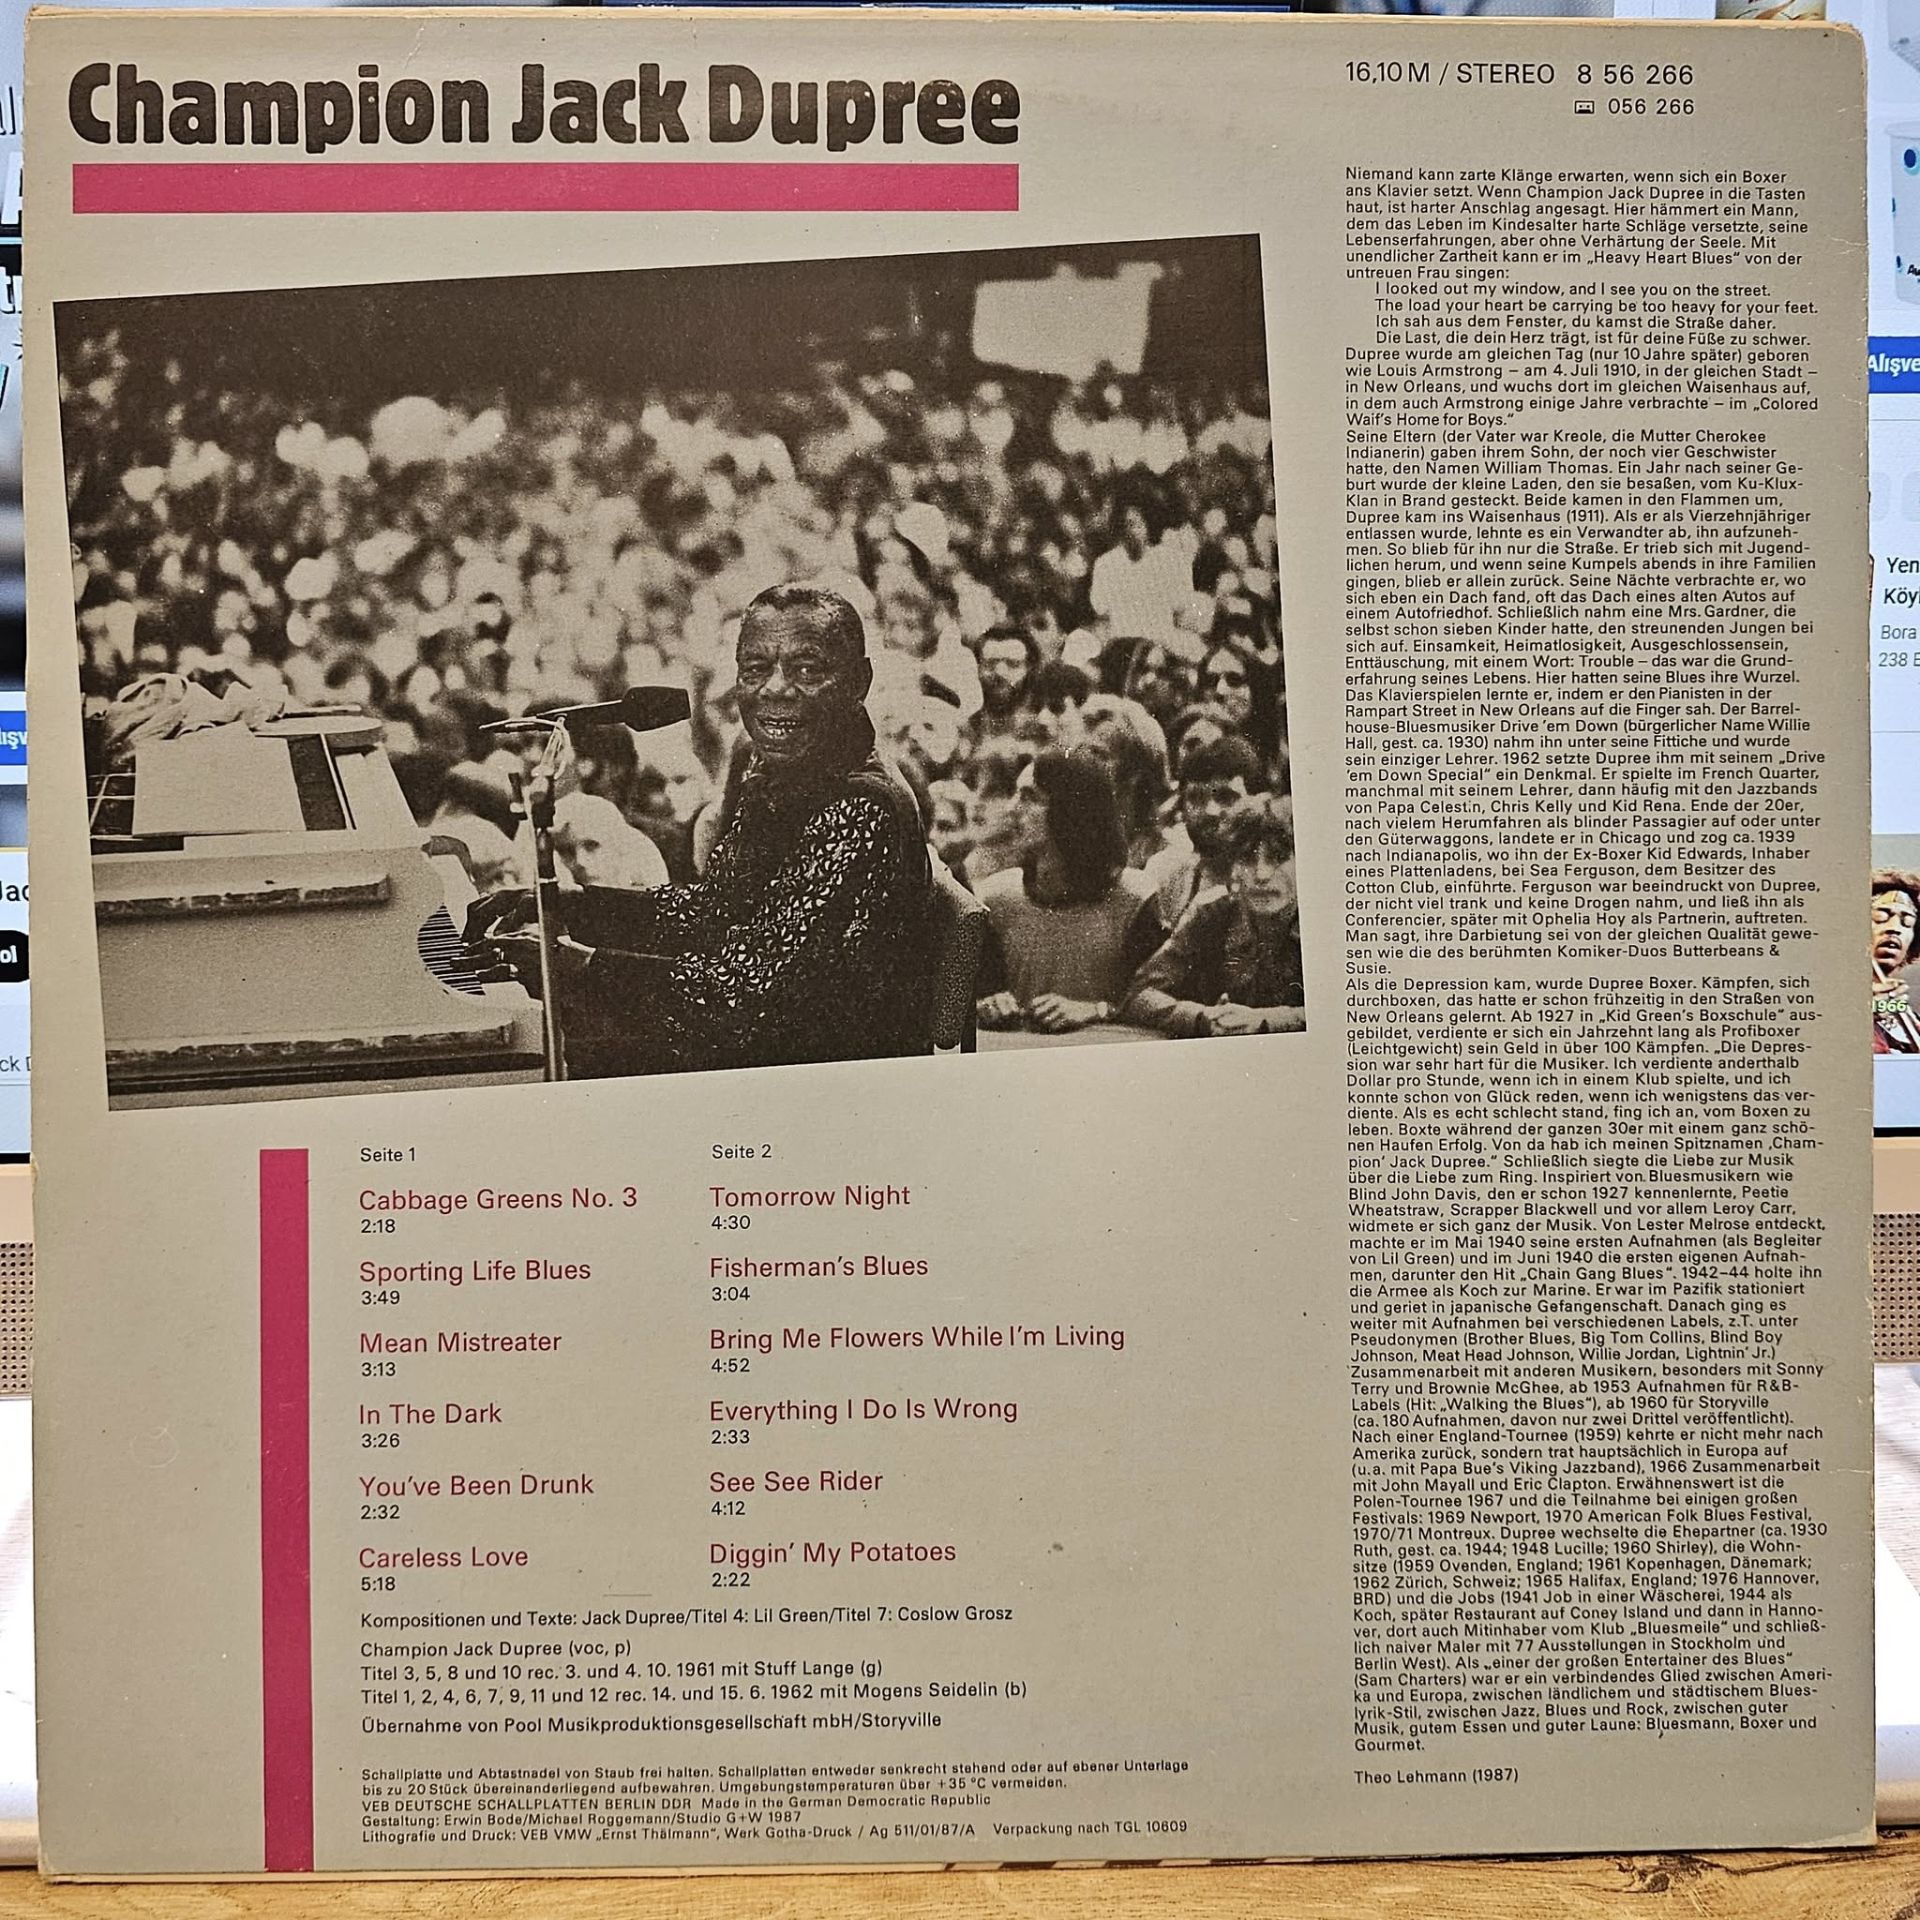 Champion Jack Dupree
16,10 M / STEREO 8 56 266
056 266
Niemand kann zarte Klänge erwarten, wenn sich ein Boxer
ans Klavier setzt. Wenn Champion Jack Dupree in die Tasten
haut, ist harter Anschlag angesagt. Hier hämmert ein Mann,
dem das Leben im Kindesalter harte Schläge versetzte, seine
Lebenserfahrungen, aber ohne Verhärtung der Seele. Mit
unendlicher Zartheit kann er im „Heavy Heart Blues“ von der
untreuen Frau singen:
I looked out my window, and I see you on the street.
The load your heart be carrying be too heavy for your feet.
Ich sah aus dem Fenster, du kamst die Straße daher.
Die Last, die dein Herz trägt, ist für deine Füße zu schwer.
Dupree wurde am gleichen Tag (nur 10 Jahre später) geboren
wie Louis Armstrong – am 4. Juli 1910, in der gleichen Stadt –
in New Orleans, und wuchs dort im gleichen Waisenhaus auf,
in dem auch Armstrong einige Jahre verbrachte – im „Colored
Waif's Home for Boys.“
Seine Eltern (der Vater war Kreole, die Mutter Cherokee
Indianerin) gaben ihrem Sohn, der noch vier Geschwister
hatte, den Namen William Thomas. Ein Jahr nach seiner Ge-
burt wurde der kleine Laden, den sie besaßen, vom Ku-Klux-
Klan in Brand gesteckt. Beide kamen in den Flammen um,
Dupree kam ins Waisenhaus (1911). Als er als Vierzehnjähriger
entlassen wurde, lehnte es ein Verwandter ab, ihn aufzuneh-
men. So blieb für ihn nur die Straße. Er trieb sich mit Jugend-
lichen herum, und wenn seine Kumpels abends in ihre Familien
gingen, blieb er allein zurück. Seine Nächte verbrachte er, wo
sich eben ein Dach fand, oft das Dach eines alten Autos auf
einem Autofriedhof. Schließlich nahm eine Mrs. Gardner, die
selbst schon sieben Kinder hatte, den streunenden Jungen bei
sich auf. Einsamkeit, Heimatlosigkeit, Ausgeschlossensein,
Enttäuschung, mit einem Wort: Trouble – das war die Grund-
erfahrung seines Lebens. Hier hatten seine Blues ihre Wurzel.
Das Klavierspielen lernte er, indem er den Pianisten in der
Rampart Street in New Orleans auf die Finger sah. Der Barrel-
house-Bluesmusiker Drive 'em Down (bürgerlicher Name Willie
Hall, gest. ca. 1930) nahm ihn unter seine Fittiche und wurde
sein einziger Lehrer. 1962 setzte Dupree ihm mit seinem „Drive
'em Down Special“ ein Denkmal. Er spielte im French Quarter,
manchmal mit seinem Lehrer, dann häufig mit den Jazzbands
von Papa Celestin, Chris Kelly und Kid Rena. Ende der 20er,
nach vielem Herumfahren als blinder Passagier auf oder unter
den Güterwaggons, landete er in Chicago und zog ca. 1939
nach Indianapolis, wo ihn der Ex-Boxer Kid Edwards, Inhaber
eines Plattenladens, bei Sea Ferguson, dem Besitzer des
Cotton Club, einführte. Ferguson war beeindruckt von Dupree,
der nicht viel trank und keine Drogen nahm, und ließ ihn als
Conferencier, später mit Ophelia Hoy als Partnerin, auftreten.
Man sagt, ihre Darbietung sei von der gleichen Qualität gewe-
sen wie die des berühmten Komiker-Duos Butterbeans &
Susie.
Als die Depression kam, wurde Dupree Boxer. Kämpfen, sich
durchboxen, das hatte er schon frühzeitig in den Straßen von
New Orleans gelernt. Ab 1927 in „Kid Green's Boxschule“ aus-
gebildet, verdiente er sich ein Jahrzehnt lang als Profiboxer
(Leichtgewicht) sein Geld in über 100 Kämpfen. „Die Depres-
sion war sehr hart für die Musiker. Ich verdiente anderthalb
Dollar pro Stunde, wenn ich in einem Klub spielte, und ich
konnte schon von Glück reden, wenn ich wenigstens das ver-
diente. Als es echt schlecht stand, fing ich an, vom Boxen zu
leben. Boxte während der ganzen 30er mit einem ganz schö-
nen Haufen Erfolg. Von da hab ich meinen Spitznamen ‚Cham-
pion‘ Jack Dupree.“ Schließlich siegte die Liebe zur Musik
über die Liebe zum Ring. Inspiriert von Bluesmusikern wie
Blind John Davis, den er schon 1927 kennenlernte, Peetie
Wheatstraw, Scrapper Blackwell und vor allem Leroy Carr,
widmete er sich ganz der Musik. Von Lester Melrose entdeckt,
machte er im Mai 1940 seine ersten Aufnahmen (als Begleiter
von Lil Green) und im Juni 1940 die ersten eigenen Aufnah-
men, darunter den Hit „Chain Gang Blues“. 1942–44 holte ihn
die Armee als Koch zur Marine. Er war im Pazifik stationiert
und geriet in japanische Gefangenschaft. Danach ging es
weiter mit Aufnahmen bei verschiedenen Labels, z.T. unter
Pseudonymen (Brother Blues, Big Tom Collins, Blind Boy
Johnson, Meat Head Johnson, Willie Jordan, Lightnin' Jr.)
Zusammenarbeit mit anderen Musikern, besonders mit Sonny
Terry und Brownie McGhee, ab 1953 Aufnahmen für R&B-
Labels (Hit: „Walking the Blues“), ab 1960 für Storyville
(ca. 180 Aufnahmen, davon nur zwei Drittel veröffentlicht).
Nach einer England-Tournee (1959) kehrte er nicht mehr nach
Amerika zurück, sondern trat hauptsächlich in Europa auf
(u.a. mit Papa Bue's Viking Jazzband), 1966 Zusammenarbeit
mit John Mayall und Eric Clapton. Erwähnenswert ist die
Polen-Tournee 1967 und die Teilnahme bei einigen großen
Festivals: 1969 Newport, 1970 American Folk Blues Festival,
1970/71 Montreux. Dupree wechselte die Ehepartner (ca. 1930
Ruth, gest. ca. 1944; 1948 Lucille; 1960 Shirley), die Wohn-
sitze (1959 Ovenden, England; 1961 Kopenhagen, Dänemark;
1962 Zürich, Schweiz; 1965 Halifax, England; 1976 Hannover,
BRD) und die Jobs (1941 Job in einer Wäscherei, 1944 als
Koch, später Restaurant auf Coney Island und dann in Hanno-
ver, dort auch Mitinhaber vom Klub „Bluesmeile“ und schließ-
lich naiver Maler mit 77 Ausstellungen in Stockholm und
Berlin West). Als „einer der großen Entertainer des Blues“
(Sam Charters) war er ein verbindendes Glied zwischen Ameri-
ka und Europa, zwischen ländlichem und städtischem Blues-
lyrik-Stil, zwischen Jazz, Blues und Rock, zwischen guter
Musik, gutem Essen und guter Laune: Bluesmann, Boxer und
Gourmet.
Theo Lehmann (1987)
Seite 1
Cabbage Greens No. 3
2:18
Sporting Life Blues
3:49
Mean Mistreater
3:13
In The Dark
3:26
You've Been Drunk
2:32
Careless Love
5:18
Seite 2
Tomorrow Night
4:30
Fisherman's Blues
3:04
Bring Me Flowers While I'm Living
4:52
Everything I Do Is Wrong
2:33
See See Rider
4:12
Diggin' My Potatoes
2:22
Kompositionen und Texte: Jack Dupree/Titel 4: Lil Green/Titel 7: Coslow Grosz
Champion Jack Dupree (voc, p)
Titel 3, 5, 8 und 10 rec. 3. und 4. 10. 1961 mit Stuff Lange (g)
Titel 1, 2, 4, 6, 7, 9, 11 und 12 rec. 14. und 15. 6. 1962 mit Mogens Seidelin (b)
Übernahme von Pool Musikproduktionsgesellschaft mbH/Storyville
Schallplatte und Abtastnadel von Staub frei halten. Schallplatten entweder senkrecht stehend oder auf ebener Unterlage
bis zu 20 Stück übereinanderliegend aufbewahren. Umgebungstemperaturen über +35 °C vermeiden.
VEB DEUTSCHE SCHALLPLATTEN BERLIN DDR Made in the German Democratic Republic
Gestaltung: Erwin Bode/Michael Roggemann/Studio G+W 1987
Lithografie und Druck: VEB VMW „Ernst Thälmann“, Werk Gotha-Druck / Ag 511/01/87/A Verpackung nach TGL 10609
Yen
Köy
Bora
238
1966